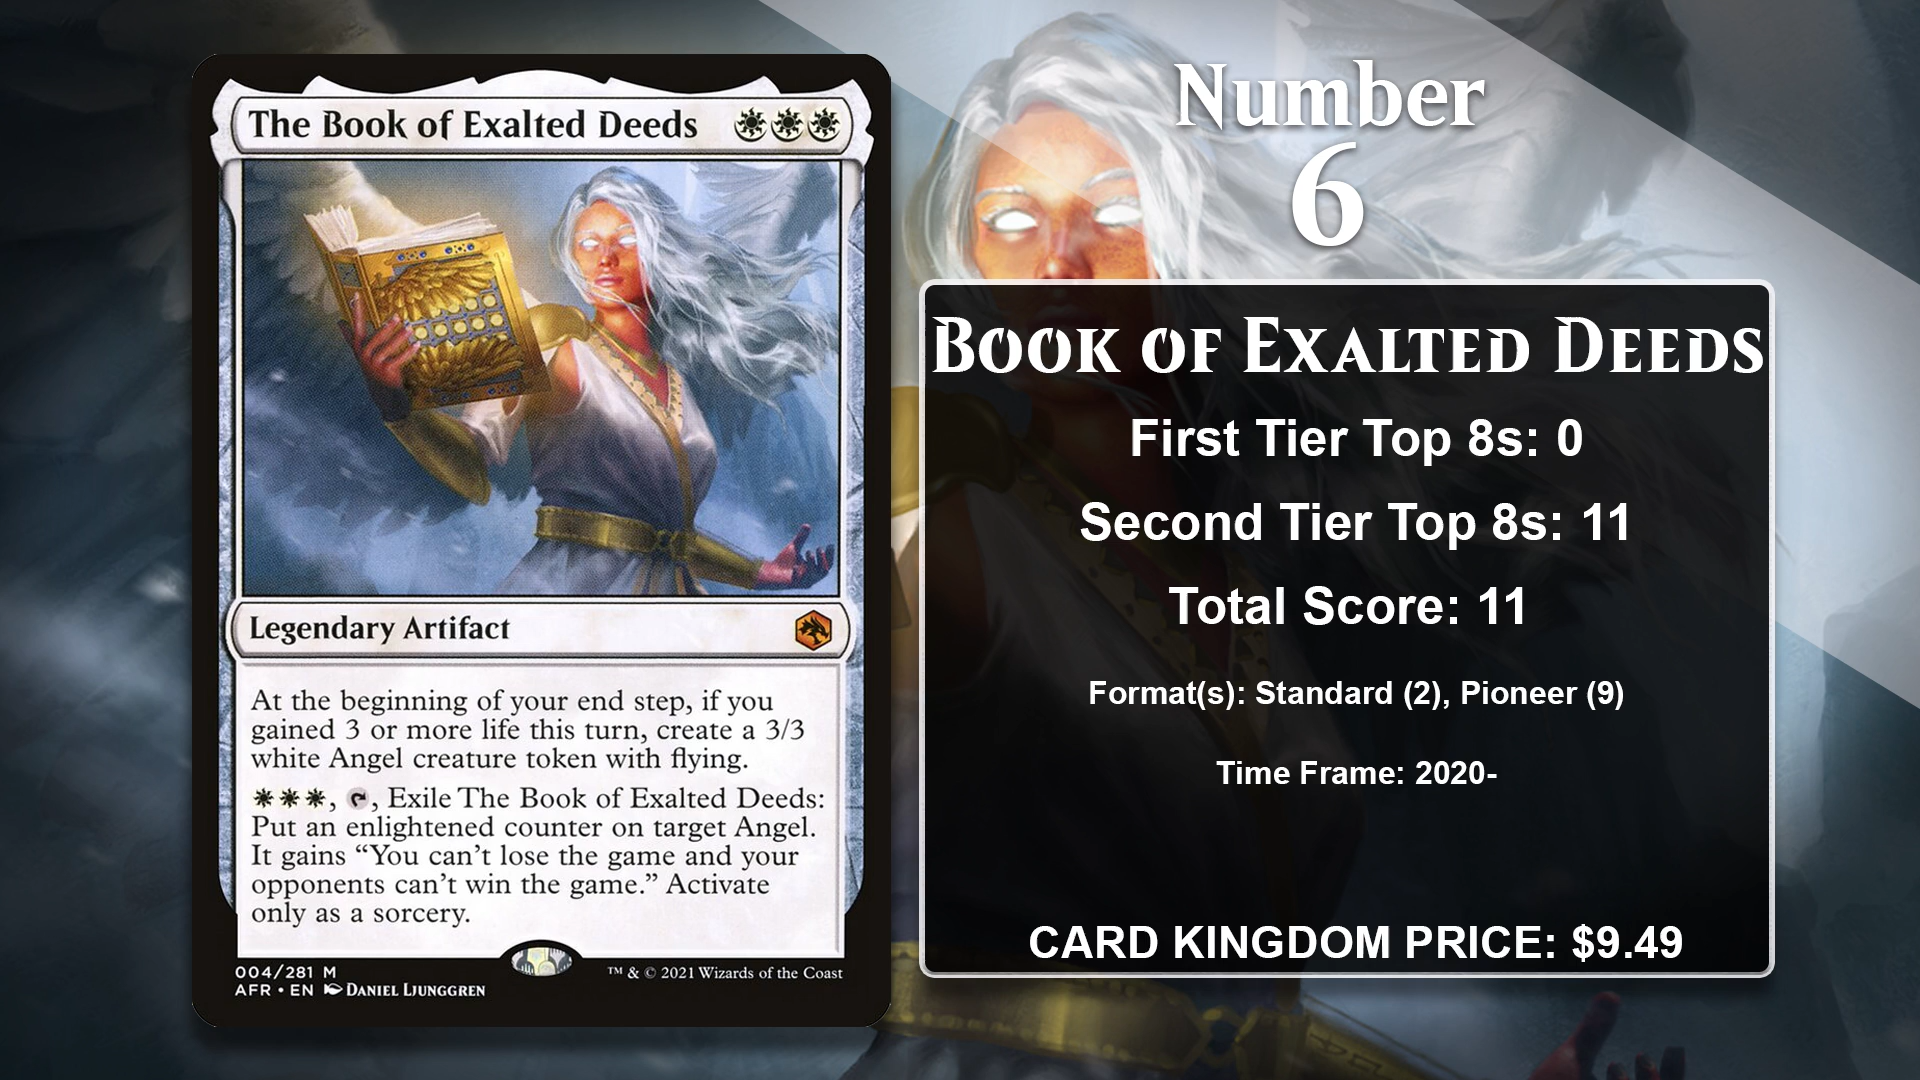 The Book of Exalted Deeds
Legendary Artifact
At the beginning of your end step, if you
gained 3 or more life this turn, create a 3/3
white Angel creature token with flying.
, , Exile The Book of Exalted Deeds:
Put an enlightened counter on target Angel.
It gains “You can’t lose the game and your
opponents can’t win the game.” Activate
only as a sorcery.
004/281 M
AFR • EN DANIEL LJUNGGREN
™ & © 2021 Wizards of the Coast
Number
6
BOOK OF EXALTED DEEDS
First Tier Top 8s: 0
Second Tier Top 8s: 11
Total Score: 11
Format(s): Standard (2), Pioneer (9)
Time Frame: 2020-
CARD KINGDOM PRICE: $9.49